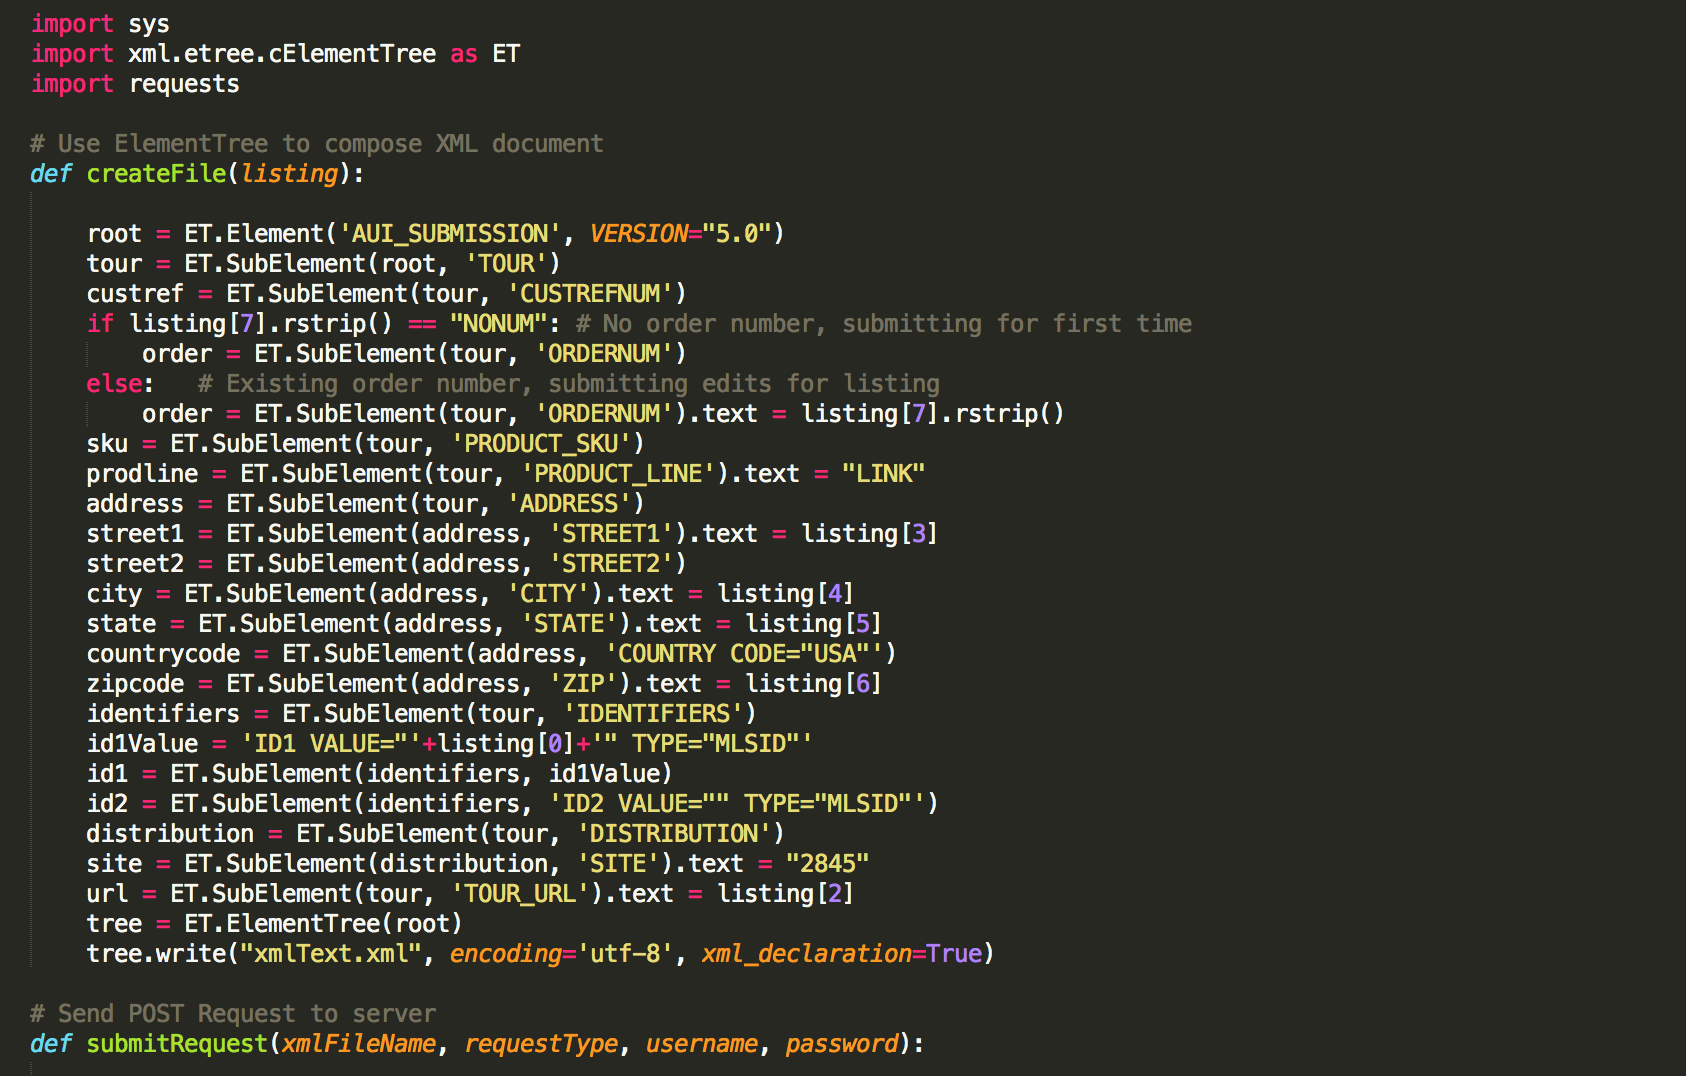 import sys
import xml.etree.cElementTree as ET
import requests

# Use ElementTree to compose XML document
def createFile(listing):

    root = ET.Element('AUI_SUBMISSION', VERSION="5.0")
    tour = ET.SubElement(root, 'TOUR')
    custref = ET.SubElement(tour, 'CUSTREFNUM')
    if listing[7].rstrip() == "NONUM": # No order number, submitting for first time
        order = ET.SubElement(tour, 'ORDERNUM')
    else:   # Existing order number, submitting edits for listing
        order = ET.SubElement(tour, 'ORDERNUM').text = listing[7].rstrip()
    sku = ET.SubElement(tour, 'PRODUCT_SKU')
    prodline = ET.SubElement(tour, 'PRODUCT_LINE').text = "LINK"
    address = ET.SubElement(tour, 'ADDRESS')
    street1 = ET.SubElement(address, 'STREET1').text = listing[3]
    street2 = ET.SubElement(address, 'STREET2')
    city = ET.SubElement(address, 'CITY').text = listing[4]
    state = ET.SubElement(address, 'STATE').text = listing[5]
    countrycode = ET.SubElement(address, 'COUNTRY CODE="USA"')
    zipcode = ET.SubElement(address, 'ZIP').text = listing[6]
    identifiers = ET.SubElement(tour, 'IDENTIFIERS')
    id1Value = 'ID1 VALUE="'+listing[0]+'" TYPE="MLSID"'
    id1 = ET.SubElement(identifiers, id1Value)
    id2 = ET.SubElement(identifiers, 'ID2 VALUE="" TYPE="MLSID"')
    distribution = ET.SubElement(tour, 'DISTRIBUTION')
    site = ET.SubElement(distribution, 'SITE').text = "2845"
    url = ET.SubElement(tour, 'TOUR_URL').text = listing[2]
    tree = ET.ElementTree(root)
    tree.write("xmlText.xml", encoding='utf-8', xml_declaration=True)

# Send POST Request to server
def submitRequest(xmlFileName, requestType, username, password):